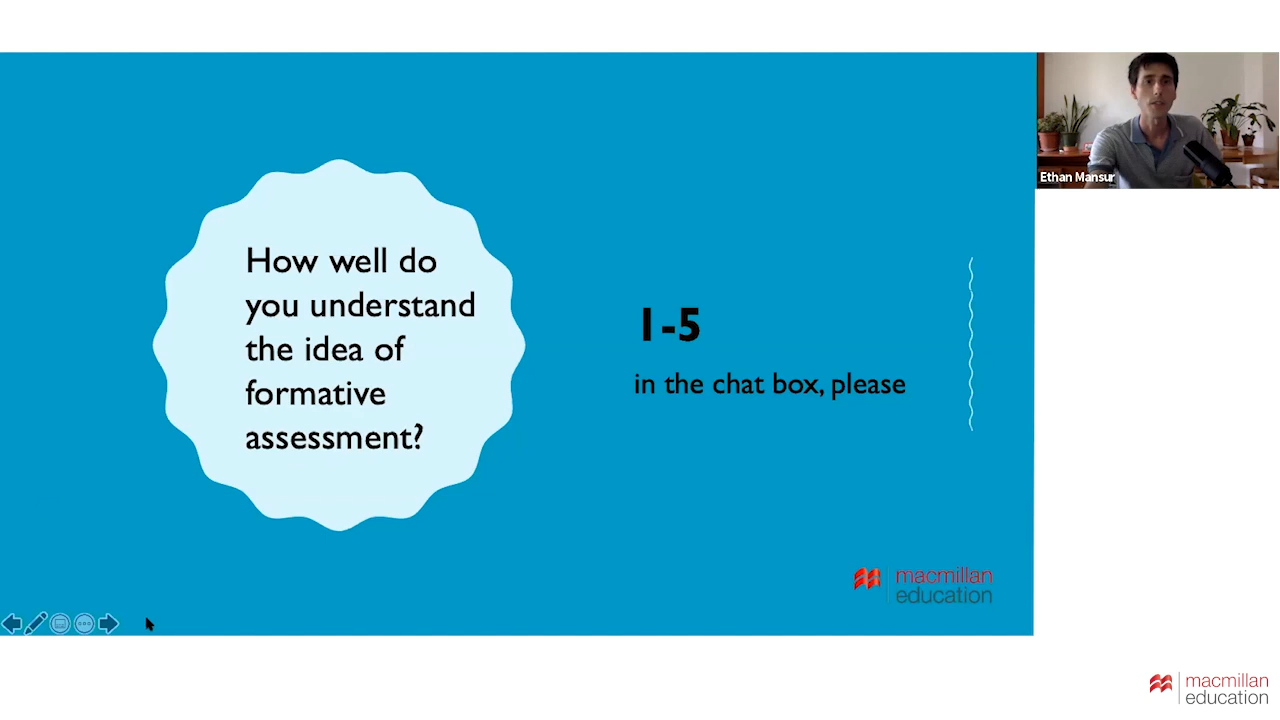 How well do
you understand
the idea of
formative
assessment?
1-5
in the chat box, please
macmillan
education
Ethan Mansur
macmillan
education